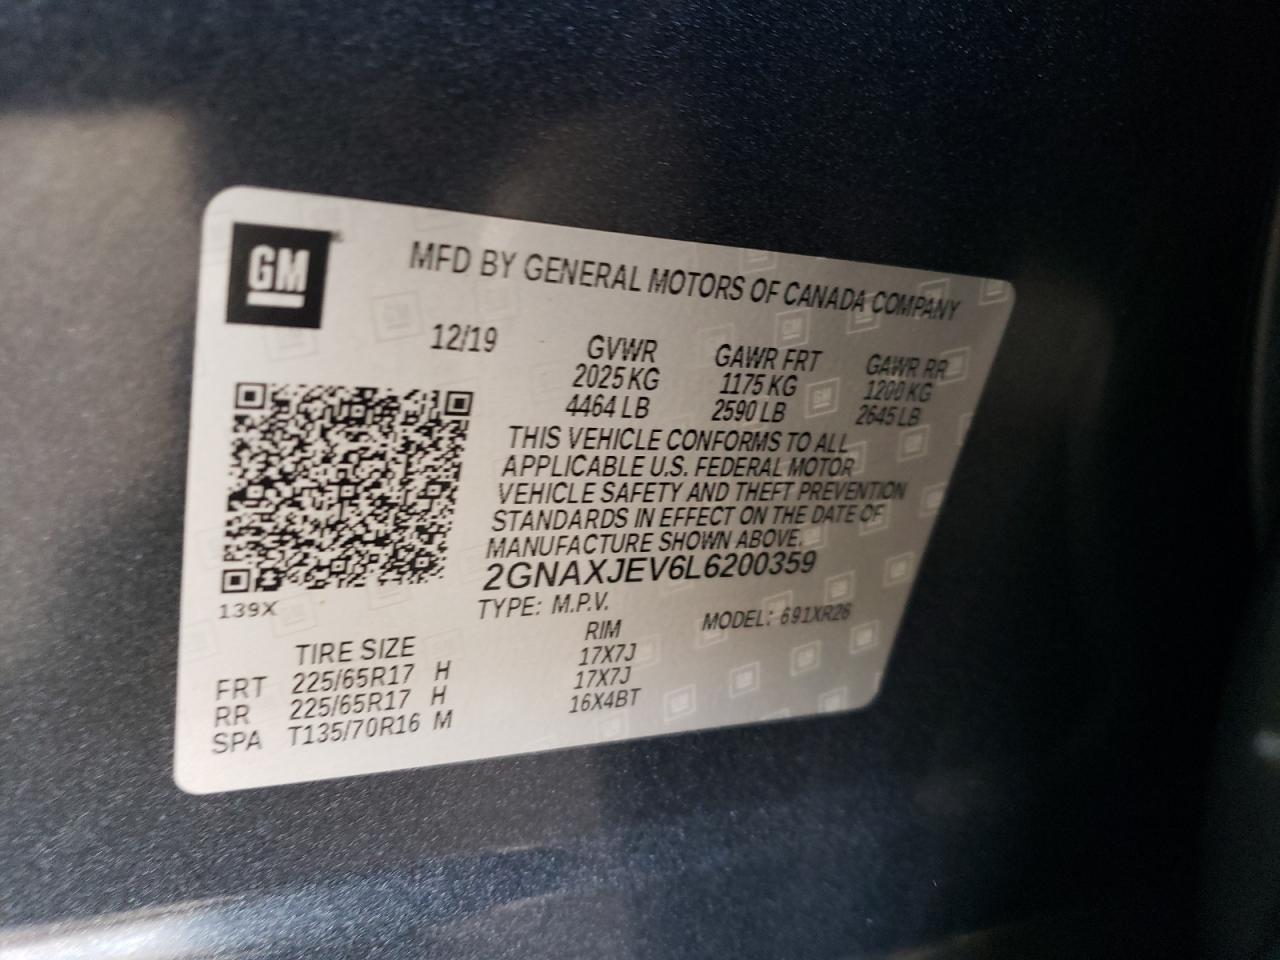 GM
MFD BY GENERAL MOTORS OF CANADA COMPANY
12/19 GVWR GAWR FRT GAWR RR
2025 KG 1175 KG 1200 KG
4464 LB 2590 LB 2645 LB
THIS VEHICLE CONFORMS TO ALL
APPLICABLE U.S. FEDERAL MOTOR
VEHICLE SAFETY AND THEFT PREVENTION
STANDARDS IN EFFECT ON THE DATE OF
MANUFACTURE SHOWN ABOVE.
2GNAXJEV6L6200359
139X
TYPE: M.P.V. MODEL: 691XR26
TIRE SIZE RIM
FRT 225/65R17 H 17X7J
RR 225/65R17 H 17X7J
SPA T135/70R16 M 16X4BT